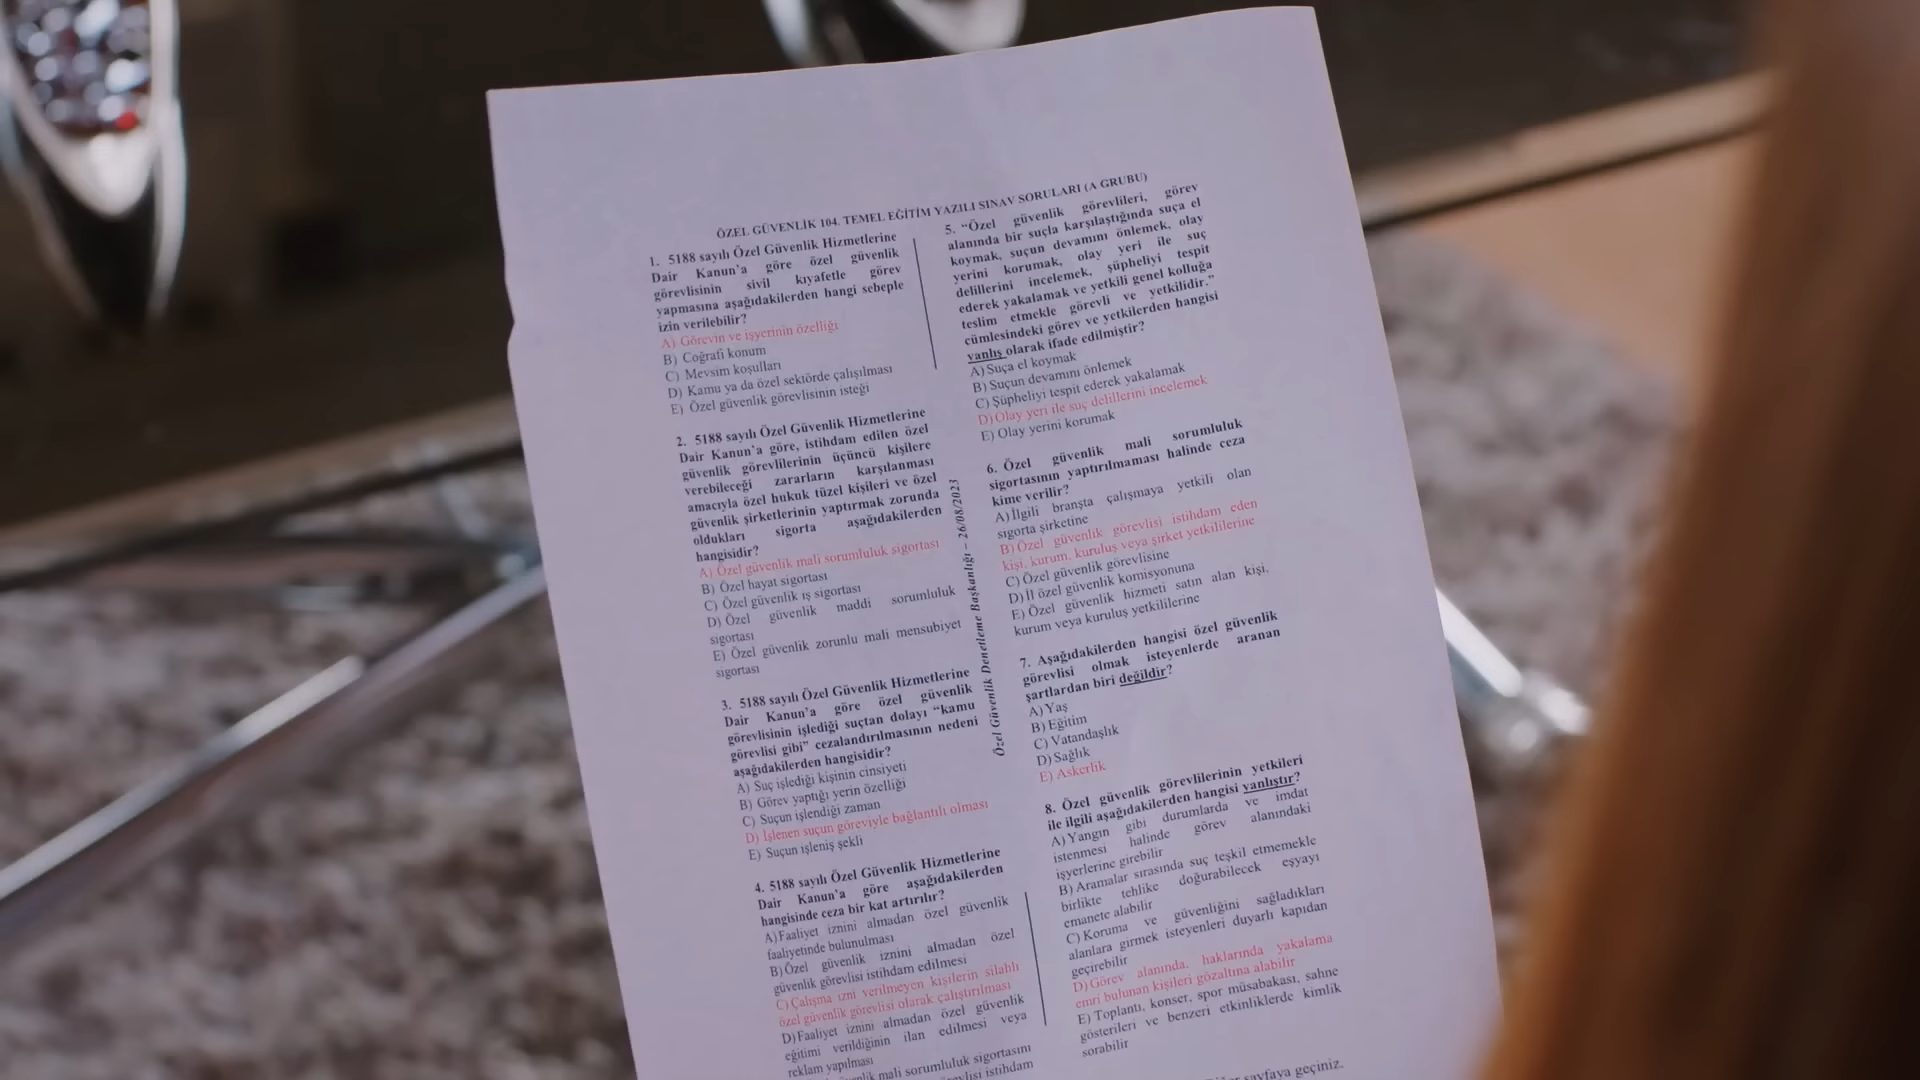 ÖZEL GÜVENLİK 104. TEMEL EĞİTİM YAZILI SINAV SORULARI (A GRUBU)
1. 5188 sayılı Özel Güvenlik Hizmetlerine
Dair Kanun'a göre özel güvenlik
görevlisinin sivil kıyafetle görev
yapmasına aşağıdakilerden hangi sebeple
izin verilebilir?
A) Görevin ve işyerinin özelliği
B) Coğrafi konum
C) Mevsim koşulları
D) Kamu ya da özel sektörde çalışılması
E) Özel güvenlik görevlisinin isteği
2. 5188 sayılı Özel Güvenlik Hizmetlerine
Dair Kanun'a göre, istihdam edilen özel
güvenlik görevlilerinin üçüncü kişilere
verebileceği zararların karşılanması
amacıyla özel hukuk tüzel kişileri ve özel
güvenlik şirketlerinin yaptırmak zorunda
oldukları sigorta aşağıdakilerden
hangisidir?
A) Özel güvenlik mali sorumluluk sigortası
B) Özel hayat sigortası
C) Özel güvenlik iş sigortası
D) Özel güvenlik maddi sorumluluk
sigortası
E) Özel güvenlik zorunlu mali mensubiyet
sigortası
3. 5188 sayılı Özel Güvenlik Hizmetlerine
Dair Kanun'a göre özel güvenlik
görevlisinin işlediği suçtan dolayı “kamu
görevlisi gibi” cezalandırılmasının nedeni
aşağıdakilerden hangisidir?
A) Suç işlediği kişinin cinsiyeti
B) Görev yaptığı yerin özelliği
C) Suçun işlendiği zaman
D) İşlenen suçun göreviyle bağlantılı olması
E) Suçun işleniş şekli
4. 5188 sayılı Özel Güvenlik Hizmetlerine
Dair Kanun'a göre aşağıdakilerden
hangisinde ceza bir kat artırılır?
A) Faaliyet iznini almadan özel güvenlik
faaliyetinde bulunulması
B) Özel güvenlik iznini almadan özel
güvenlik görevlisi istihdam edilmesi
C) Çalışma izni verilmeyen kişilerin silahlı
özel güvenlik görevlisi olarak çalıştırılması
D) Faaliyet iznini almadan özel güvenlik
eğitimi verildiğinin ilan edilmesi veya
reklam yapılması
mali sorumluluk sigortasını
istihdam
Özel Güvenlik Denetleme Başkanlığı – 26/08/2023
5. “Özel güvenlik görevlileri, görev
alanında bir suçla karşılaştığında suça el
koymak, suçun devamını önlemek, olay
yerini korumak, olay yeri ile suç
delillerini incelemek, şüpheliyi tespit
ederek yakalamak ve yetkili genel kolluğa
teslim etmekle görevli ve yetkilidir.”
cümlesindeki görev ve yetkilerden hangisi
yanlış olarak ifade edilmiştir?
A) Suça el koymak
B) Suçun devamını önlemek
C) Şüpheliyi tespit ederek yakalamak
D) Olay yeri ile suç delillerini incelemek
E) Olay yerini korumak
6. Özel güvenlik mali sorumluluk
sigortasının yaptırılmaması halinde ceza
kime verilir?
A) İlgili branşta çalışmaya yetkili olan
sigorta şirketine
B) Özel güvenlik görevlisi istihdam eden
kişi, kurum, kuruluş veya şirket yetkililerine
C) Özel güvenlik görevlisine
D) İl özel güvenlik komisyonuna
E) Özel güvenlik hizmeti satın alan kişi,
kurum veya kuruluş yetkililerine
7. Aşağıdakilerden hangisi özel güvenlik
görevlisi olmak isteyenlerde aranan
şartlardan biri değildir?
A) Yaş
B) Eğitim
C) Vatandaşlık
D) Sağlık
E) Askerlik
8. Özel güvenlik görevlilerinin yetkileri
ile ilgili aşağıdakilerden hangisi yanlıştır?
A) Yangın gibi durumlarda ve imdat
istenmesi halinde görev alanındaki
işyerlerine girebilir
B) Aramalar sırasında suç teşkil etmemekle
birlikte tehlike doğurabilecek eşyayı
emanete alabilir
C) Koruma ve güvenliğini sağladıkları
alanlara girmek isteyenleri duyarlı kapıdan
geçirebilir
D) Görev alanında, haklarında yakalama
emri bulunan kişileri gözaltına alabilir
E) Toplantı, konser, spor müsabakası, sahne
gösterileri ve benzeri etkinliklerde kimlik
sorabilir
sayfaya geçiniz.